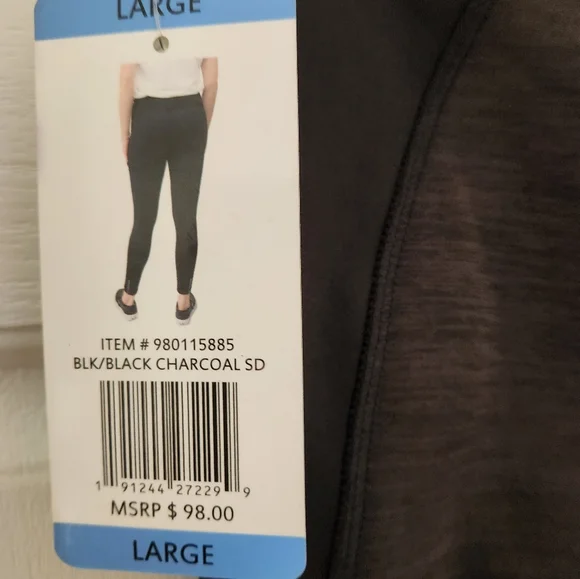 LARGE
ITEM # 980115885
BLK/BLACK CHARCOAL SD
1 91244 27229 9
MSRP $ 98.00
LARGE